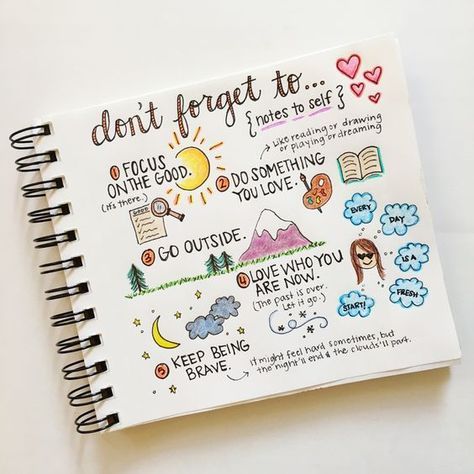 don't forget to...
{notes to self}
→ Like reading or drawing
or playing or dreaming
1 FOCUS
ON THE GOOD.
(It's there.)
GOOD
2 DO SOMETHING
YOU LOVE.
3 GO OUTSIDE.
4 LOVE WHO YOU
ARE NOW.
(The past is over.
Let it go.)
EVERY
DAY
IS A
FRESH
START!
5 KEEP BEING
BRAVE.
→ It might feel hard sometimes, but
the night'll end & the clouds'll part.